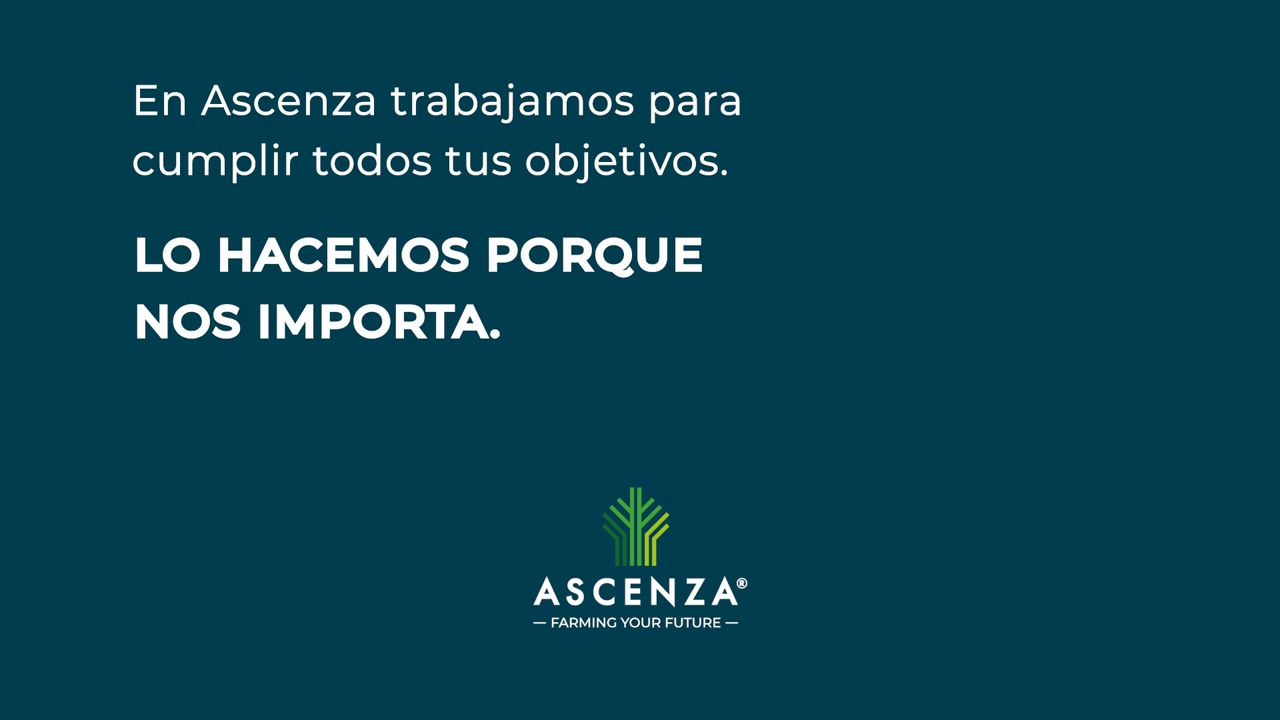 En Ascenza trabajamos para
cumplir todos tus objetivos.
LO HACEMOS PORQUE
NOS IMPORTA.
ASCENZA®
— FARMING YOUR FUTURE —